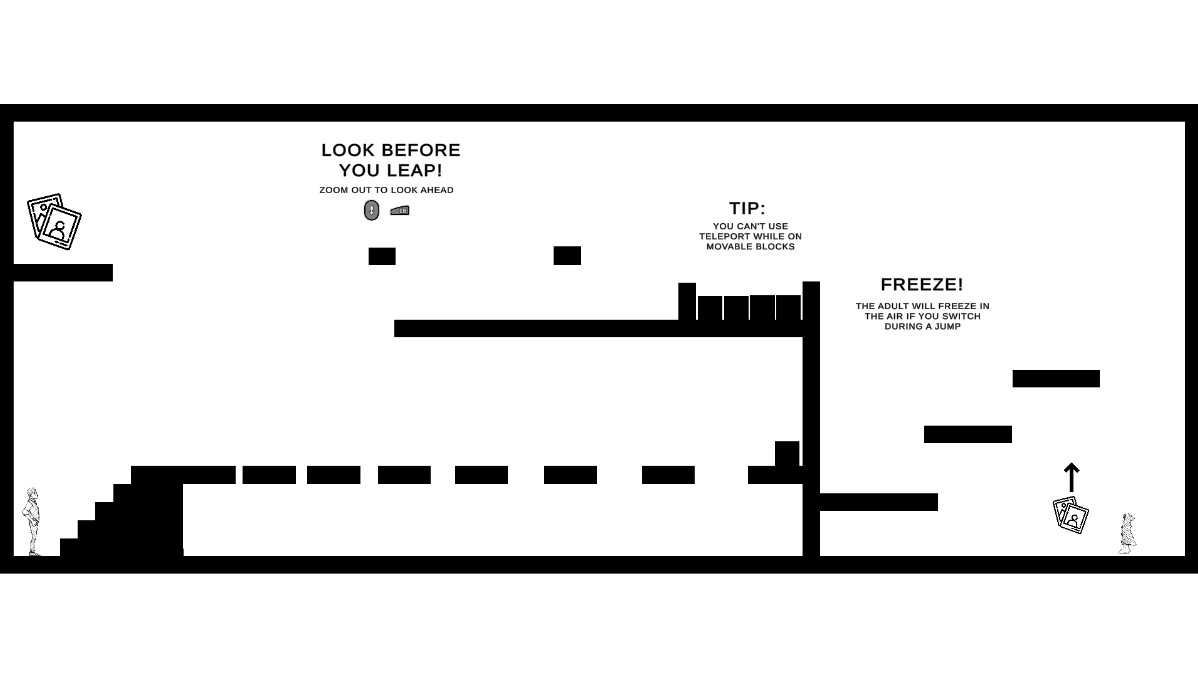 LOOK BEFORE
YOU LEAP!
ZOOM OUT TO LOOK AHEAD
TIP:
YOU CAN'T USE
TELEPORT WHILE ON
MOVABLE BLOCKS
FREEZE!
THE ADULT WILL FREEZE IN
THE AIR IF YOU SWITCH
DURING A JUMP